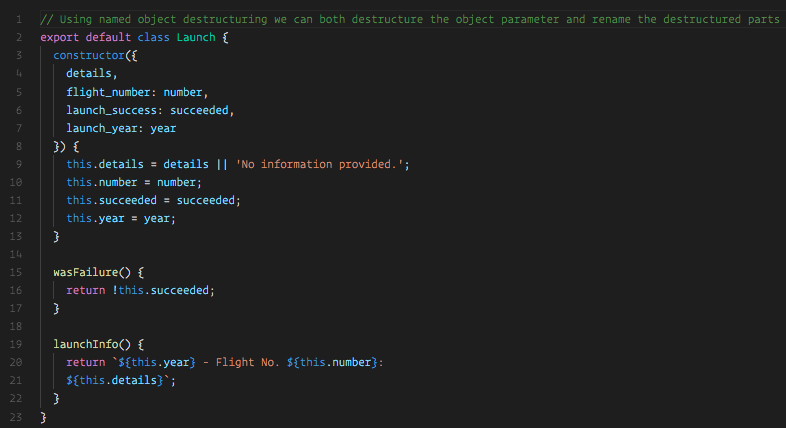 1 // Using named object destructuring we can both destructure the object parameter and rename the destructured parts
2 export default class Launch {
3   constructor({
4     details,
5     flight_number: number,
6     launch_success: succeeded,
7     launch_year: year
8   }) {
9     this.details = details || 'No information provided.';
10     this.number = number;
11     this.succeeded = succeeded;
12     this.year = year;
13   }
14
15   wasFailure() {
16     return !this.succeeded;
17   }
18
19   launchInfo() {
20     return `${this.year} - Flight No. ${this.number}:
21     ${this.details}`;
22   }
23 }